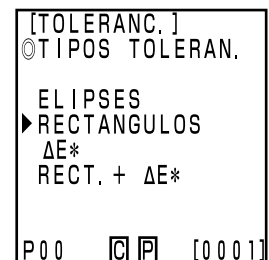 [TOLERANC.]
◎TIPOS TOLERAN.
ELIPSES
▶RECTANGULOS
ΔE*
RECT.+ ΔE*
P00 C P [0001]